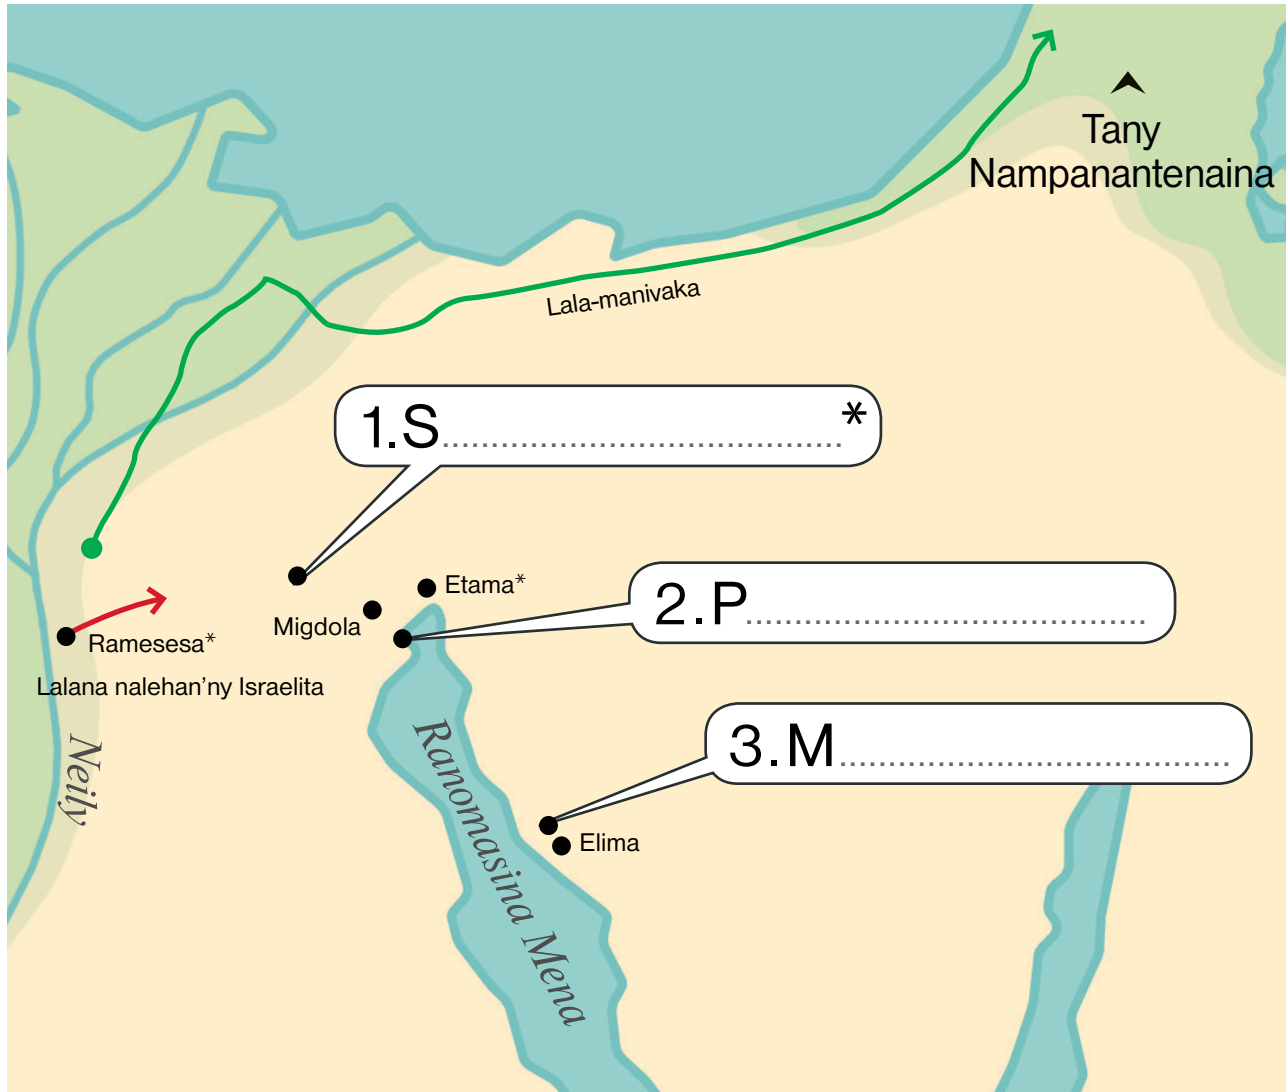 Tany
Nampanantenaina
Lala-manivaka
1.S........................................*
Etama*
2.P........................................
Migdola
Ramesesa*
Lalana nalehan'ny Israelita
Neily
Ranomasina Mena
3.M.......................................
Elima